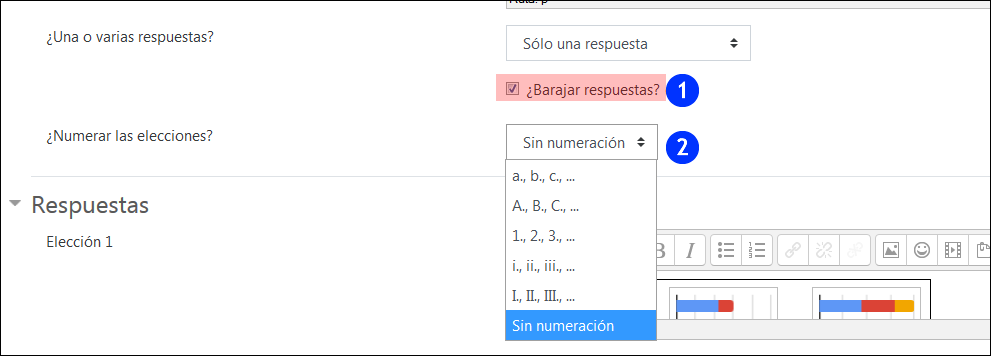 ¿Una o varias respuestas?
Sólo una respuesta
¿Barajar respuestas?
1
¿Numerar las elecciones?
Sin numeración
2
a., b., c., ...
A., B., C., ...
1., 2., 3., ...
i., ii., iii., ...
I., II., III., ...
Sin numeración
Respuestas
Elección 1
B I